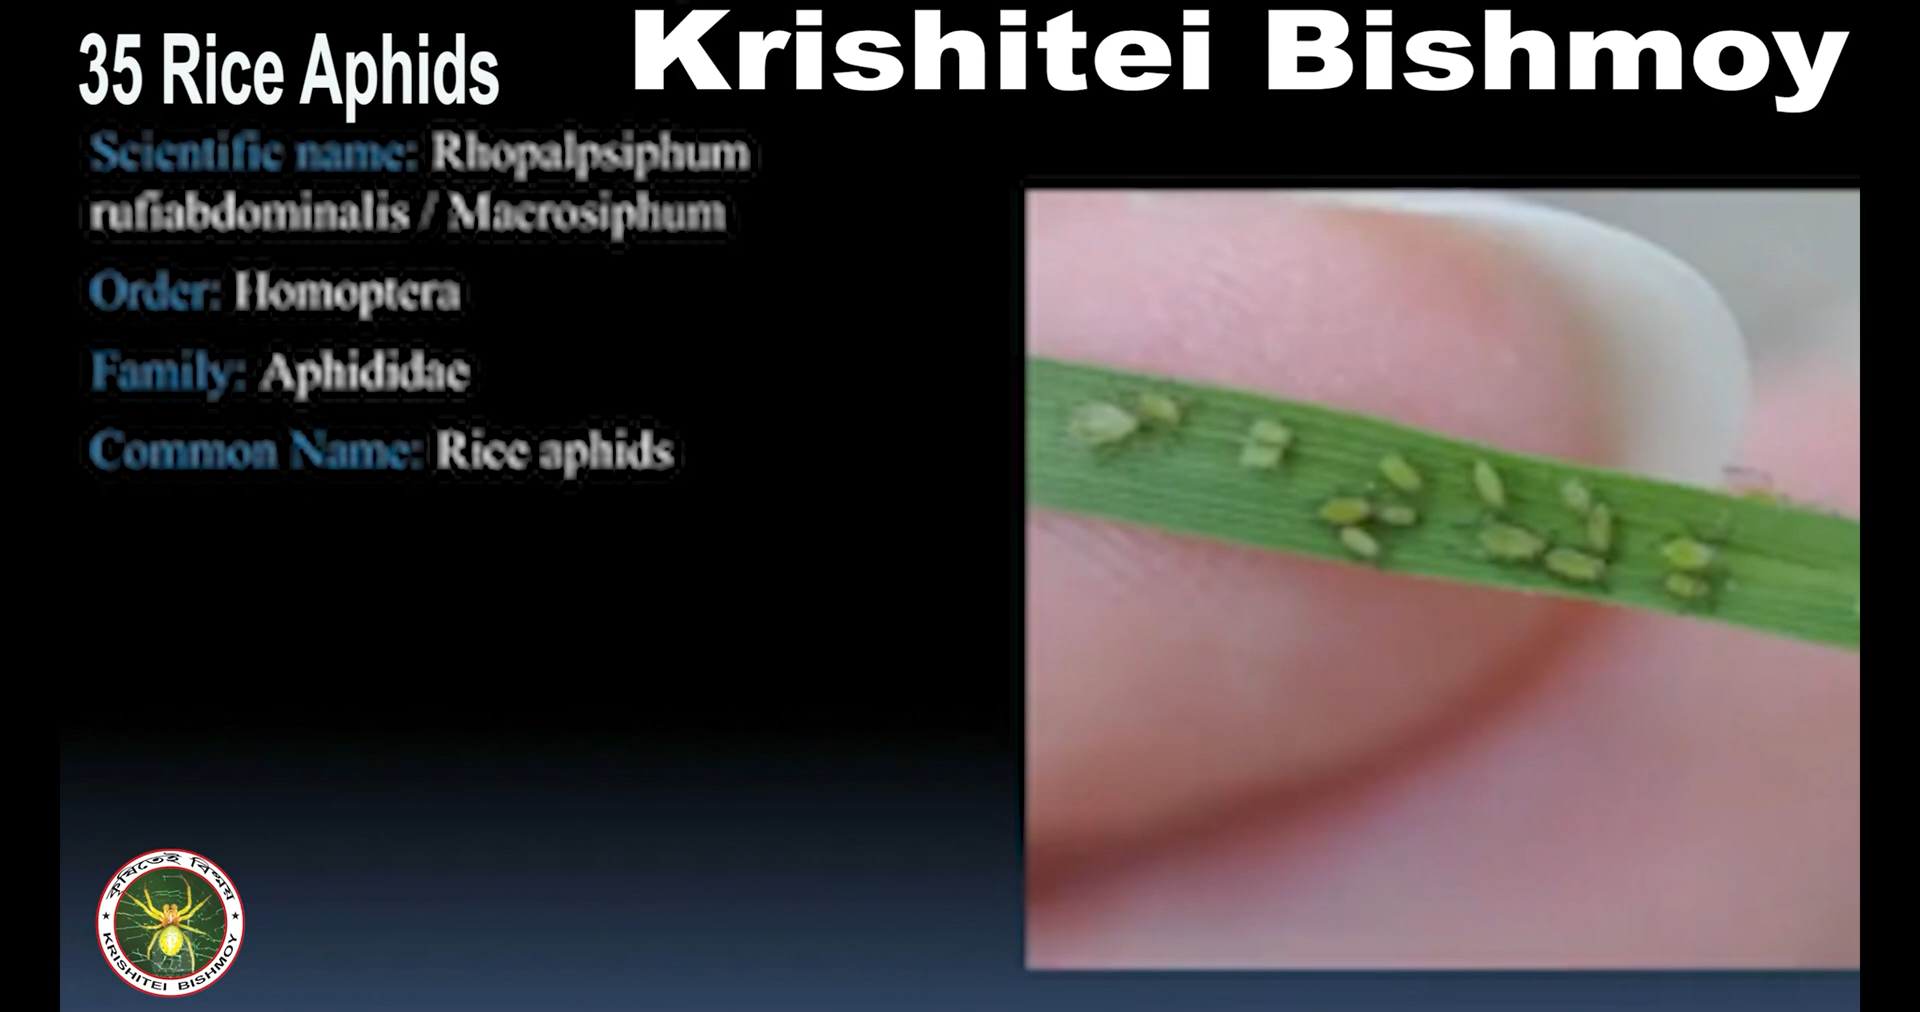 35 Rice Aphids
Krishitei Bishmoy
Scientific name: Rhopalpsiphum
rufiabdominalis / Macrosiphum
Order: Homoptera
Family: Aphididae
Common Name: Rice aphids
কৃষিতেই বিস্ময়
KRISHITEI BISHMOY